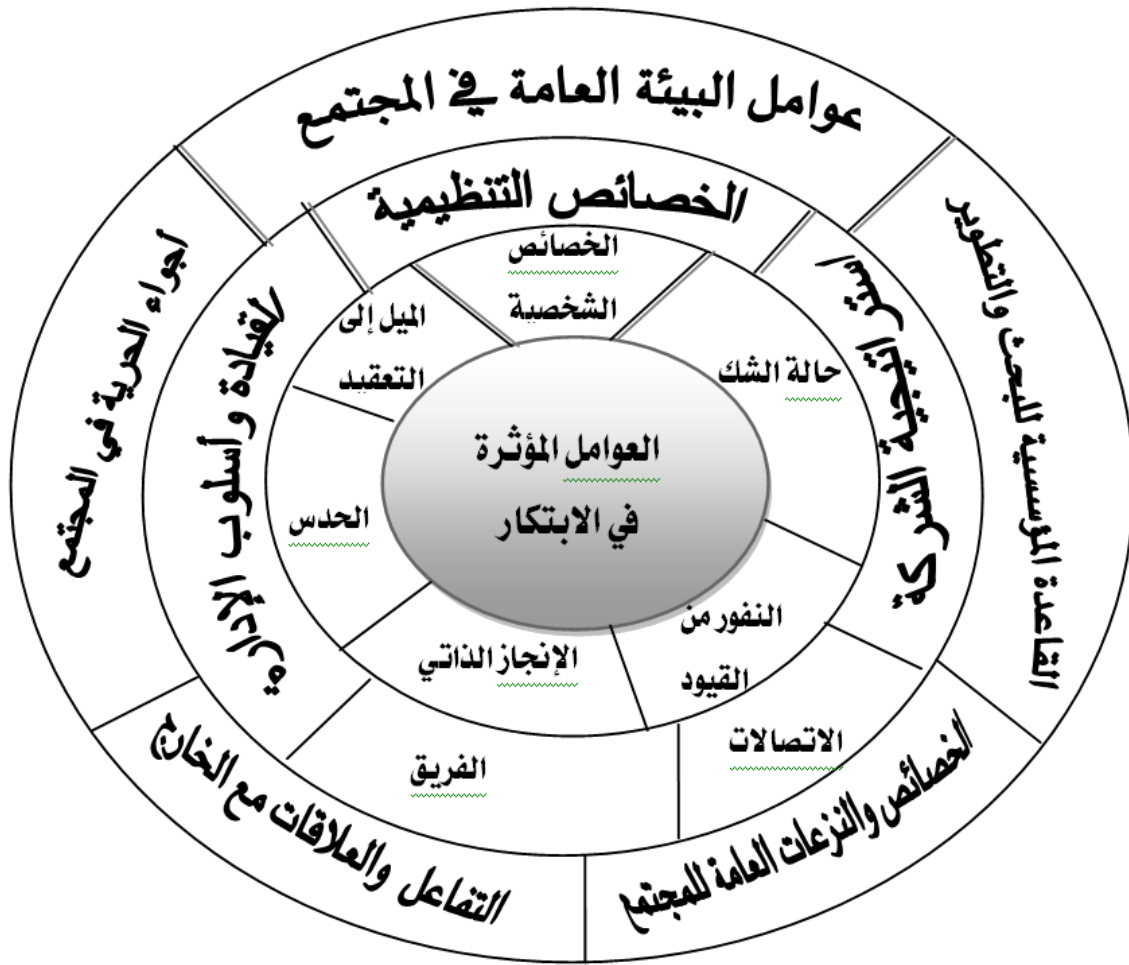 عوامل البيئة العامة في المجتمع
الخصائص التنظيمية
الخصائص
الشخصية
الميل إلى
التعقيد
حالة الشك
العوامل المؤثرة
في الابتكار
الحدس
النفور من
القيود
الإنجاز الذاتي
استراتيجية الشركة
القيادة وأسلوب الإدارة
الاتصالات
الفريق
القاعدة المؤسسية للبحث والتطوير
أجواء الحرية في المجتمع
الخصائص والنزعات العامة للمجتمع
التفاعل والعلاقات مع الخارج